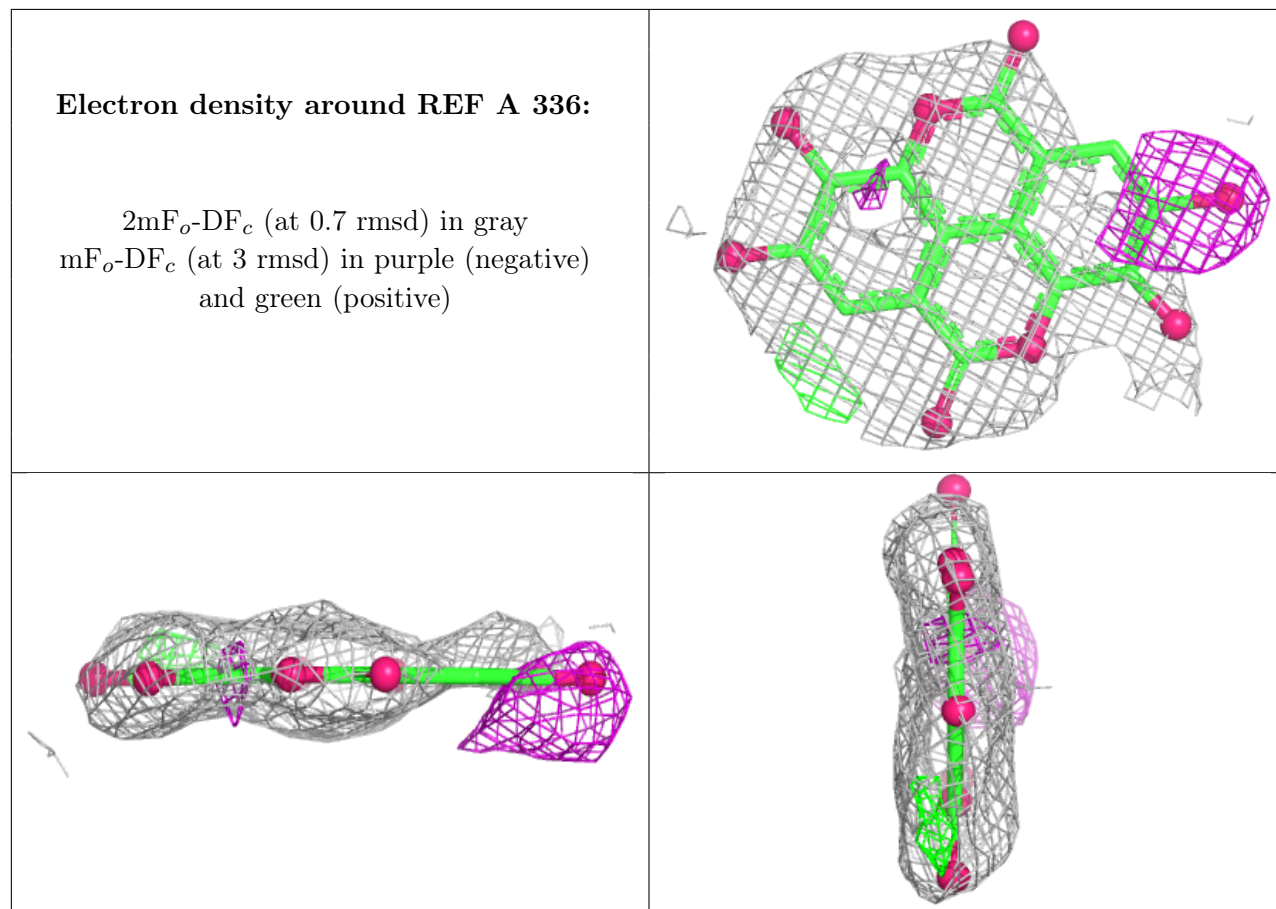 Electron density around REF A 336:
2mFo-DFc (at 0.7 rmsd) in gray
mFo-DFc (at 3 rmsd) in purple (negative)
and green (positive)